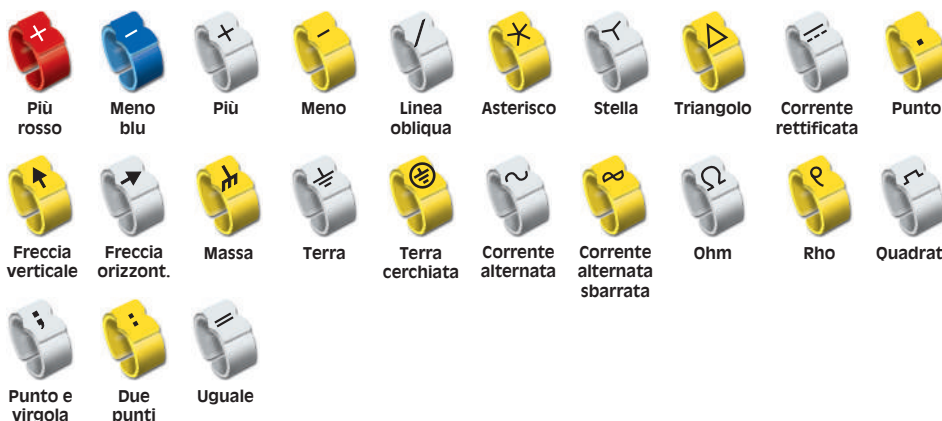 + − + − / Y Δ .
Più rosso
Meno blu
Più
Meno
Linea obliqua
Asterisco
Stella
Triangolo
Corrente rettificata
Punto
Freccia verticale
Freccia orizzont.
Massa
Terra
Terra cerchiata
Corrente alternata
Corrente alternata sbarrata
Ohm
Rho
Quadrat
; : =
Punto e virgola
Due punti
Uguale